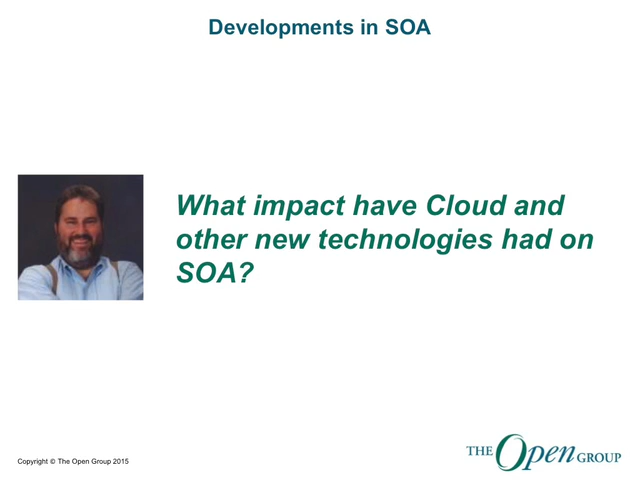 Developments in SOA
What impact have Cloud and
other new technologies had on
SOA?
Copyright © The Open Group 2015
THE Open GROUP